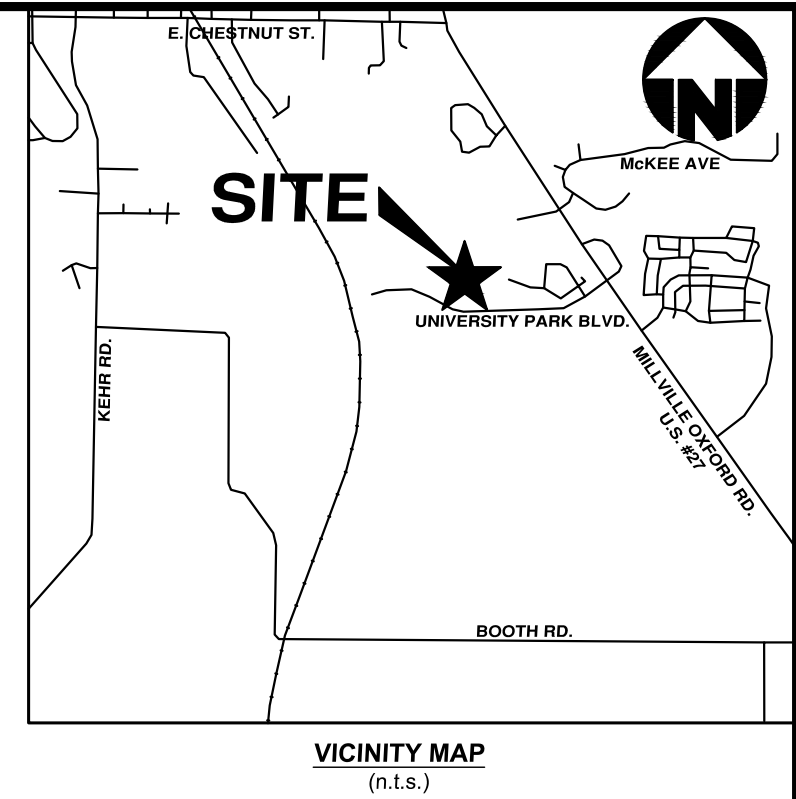 E. CHESTNUT ST.
N
McKEE AVE
SITE
UNIVERSITY PARK BLVD.
KEHR RD.
MILLVILLE OXFORD RD.
U.S. #27
BOOTH RD.
VICINITY MAP
(n.t.s.)